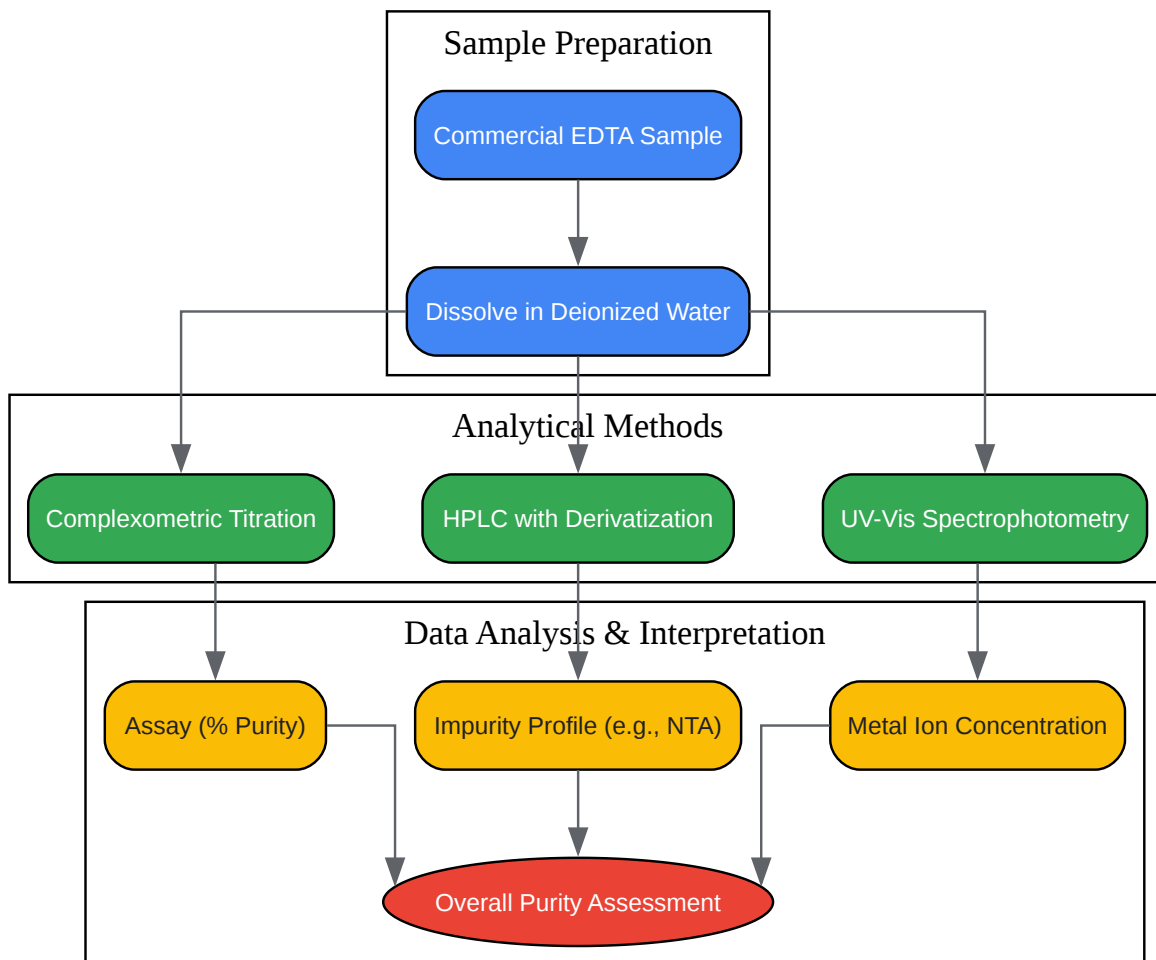 Sample Preparation
Commercial EDTA Sample
Dissolve in Deionized Water
Analytical Methods
Complexometric Titration
HPLC with Derivatization
UV-Vis Spectrophotometry
Data Analysis & Interpretation
Assay (% Purity)
Impurity Profile (e.g., NTA)
Metal Ion Concentration
Overall Purity Assessment